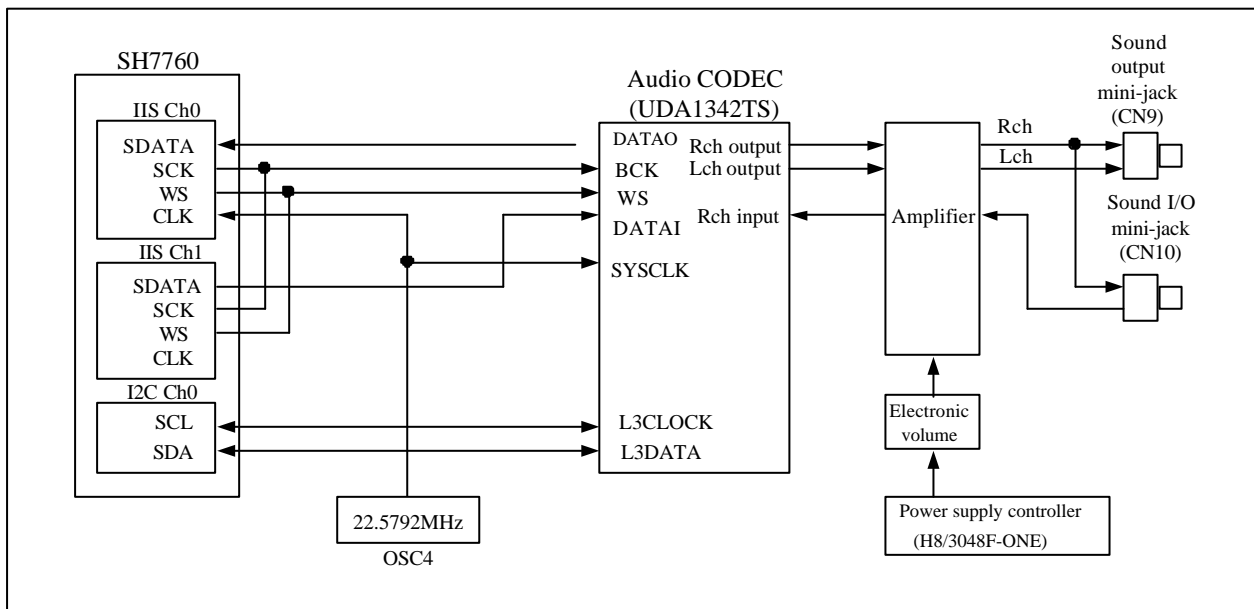 SH7760
IIS Ch0
SDATA
SCK
WS
CLK
IIS Ch1
SDATA
SCK
WS
CLK
I2C Ch0
SCL
SDA
22.5792MHz
OSC4
Audio CODEC
(UDA1342TS)
DATAO
BCK
WS
DATAI
SYSCLK
L3CLOCK
L3DATA
Rch output
Lch output
Rch input
Amplifier
Electronic
volume
Power supply controller
(H8/3048F-ONE)
Rch
Lch
Sound
output
mini-jack
(CN9)
Sound I/O
mini-jack
(CN10)